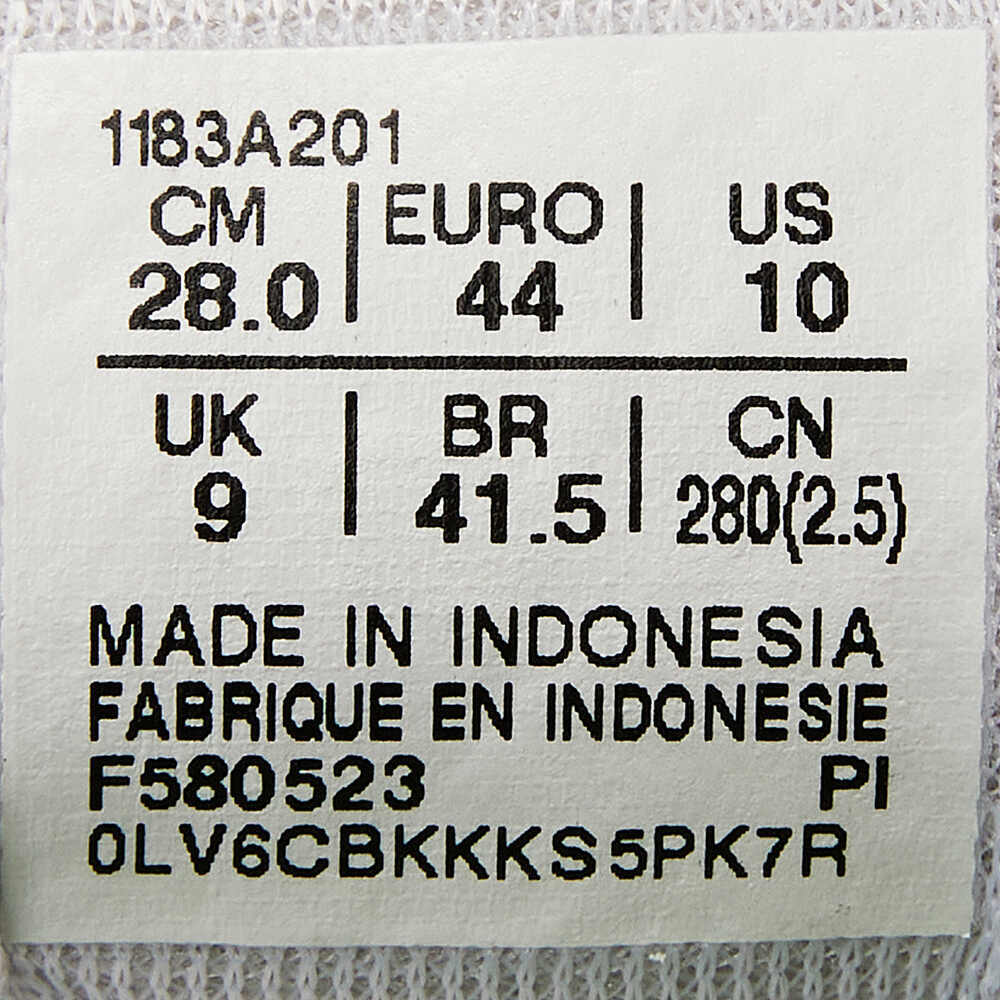 1183A201
CM | EURO | US
28.0 | 44 | 10
UK | BR | CN
9 | 41.5 | 280(2.5)
MADE IN INDONESIA
FABRIQUE EN INDONESIE
F580523 PI
0LV6CBKKKS5PK7R